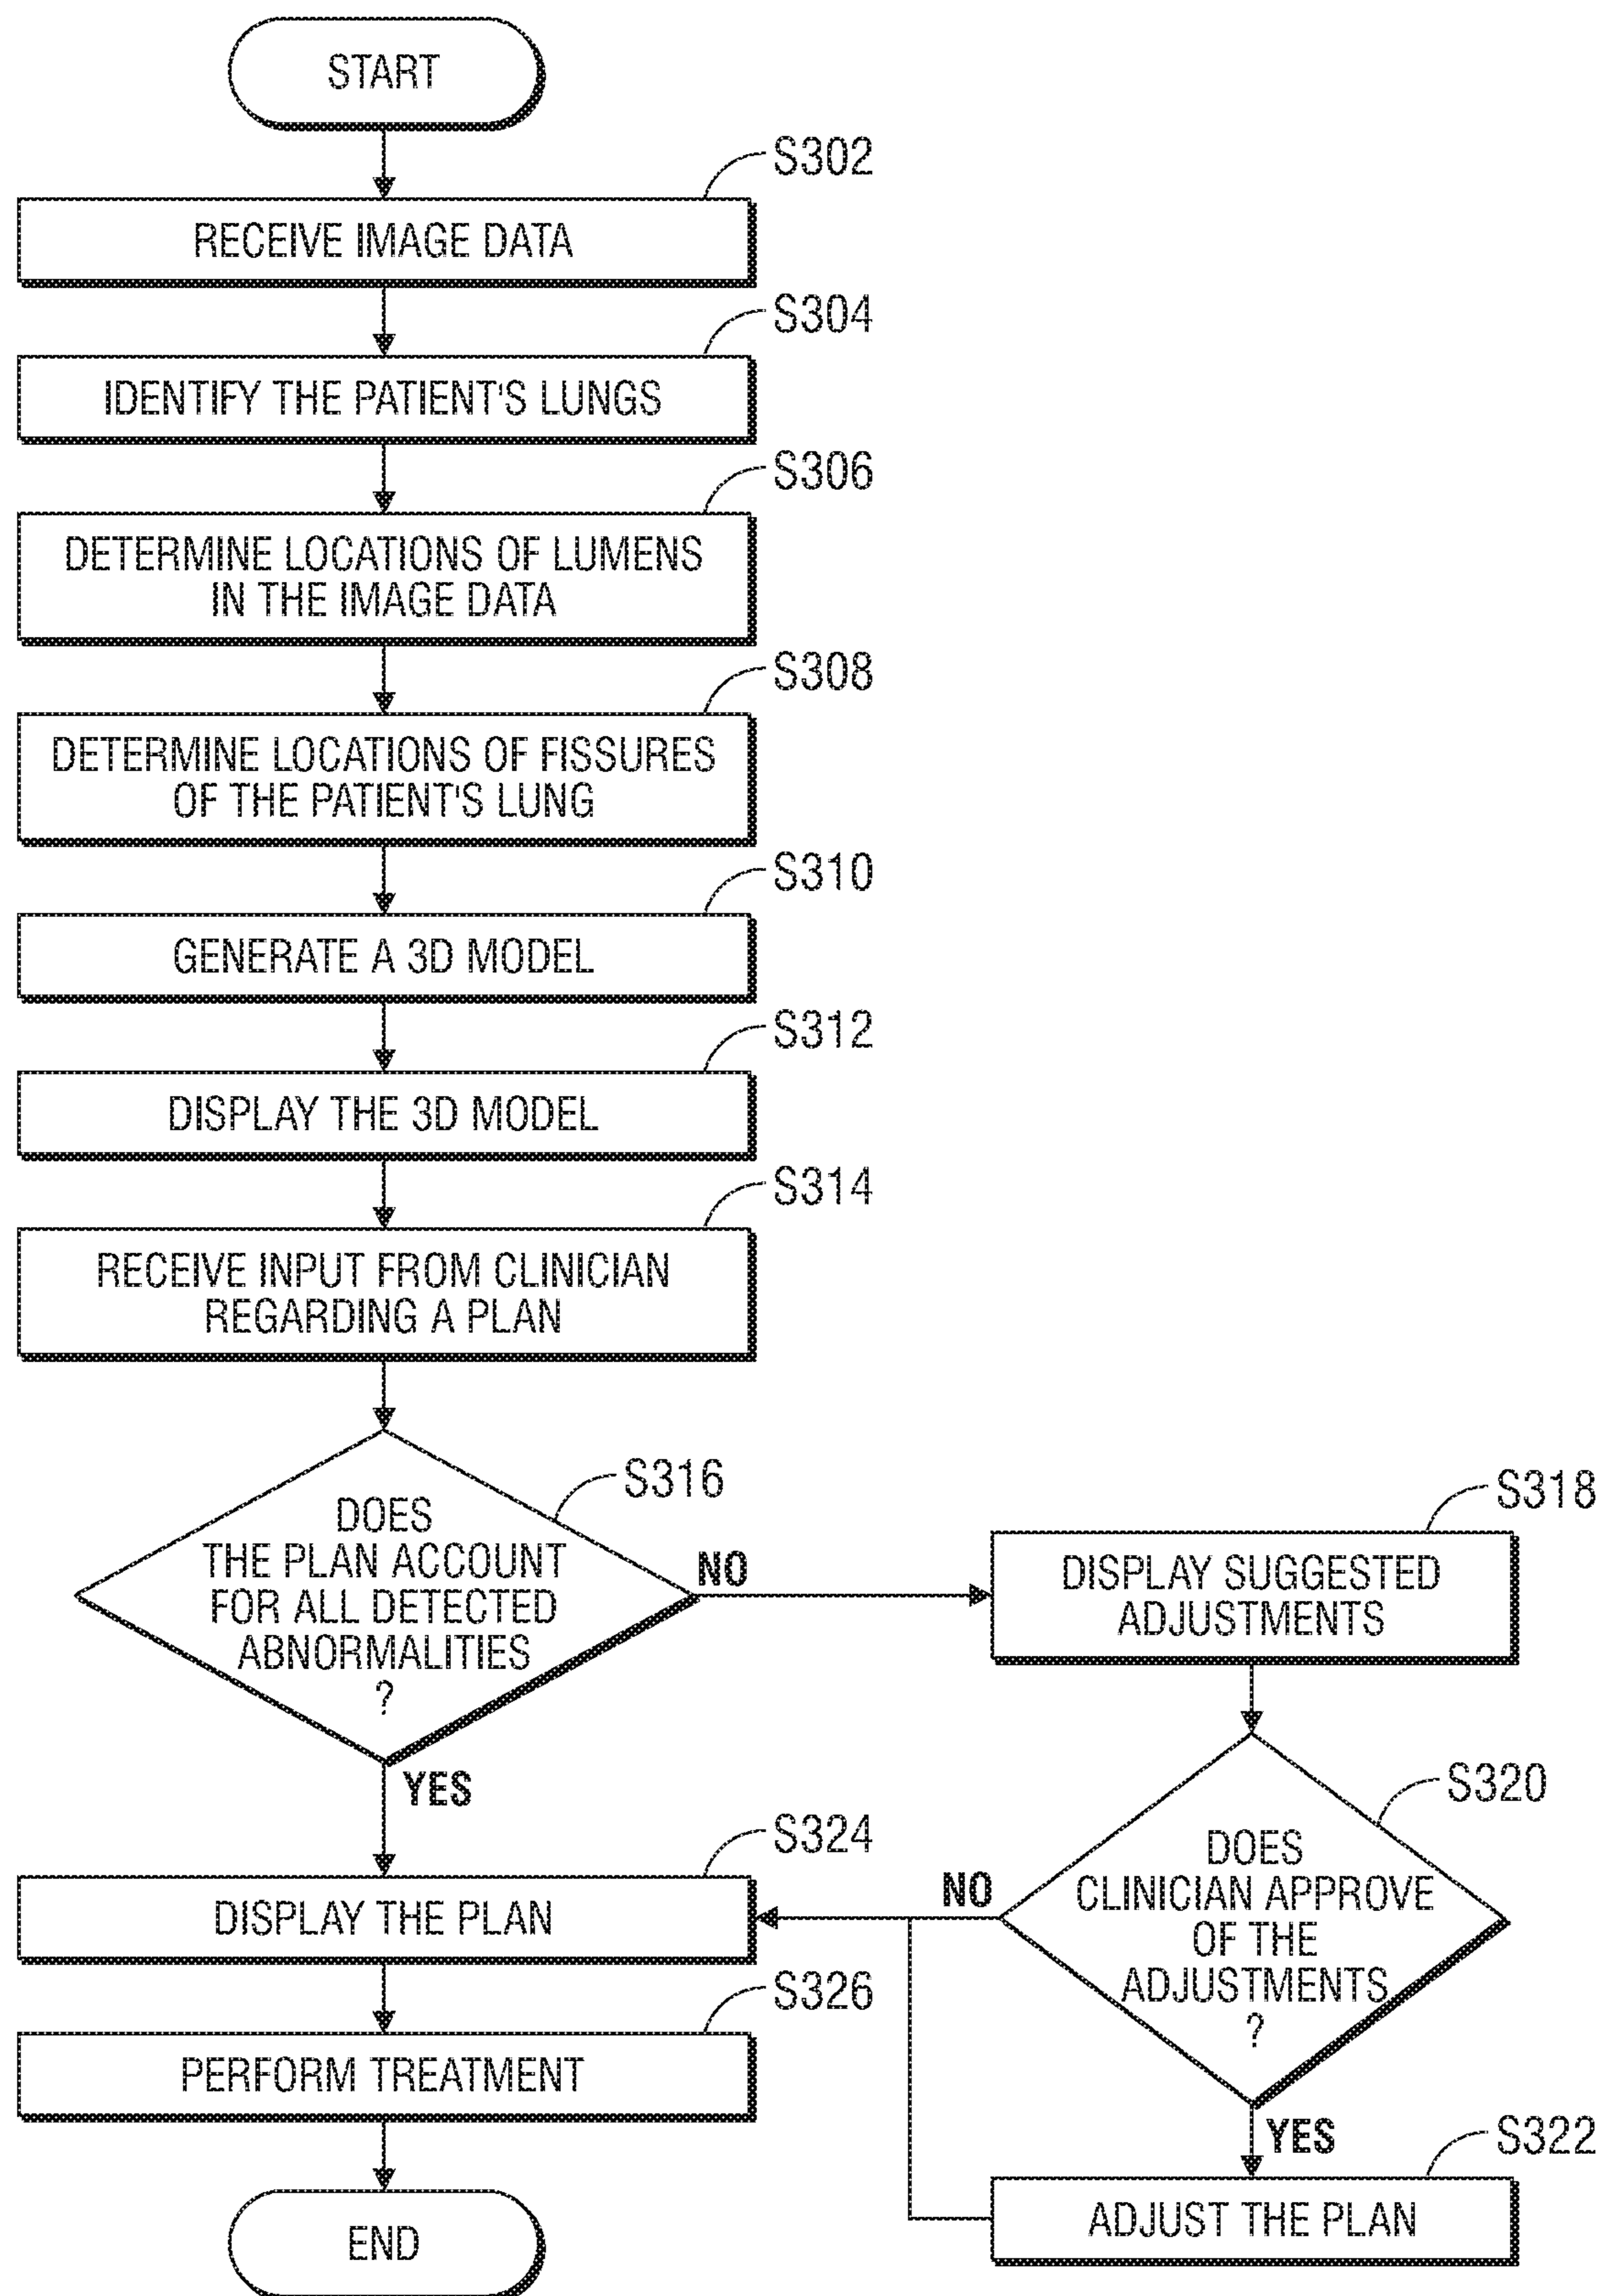 START
S302
RECEIVE IMAGE DATA
S304
IDENTIFY THE PATIENT'S LUNGS
S306
DETERMINE LOCATIONS OF LUMENS
IN THE IMAGE DATA
S308
DETERMINE LOCATIONS OF FISSURES
OF THE PATIENT'S LUNG
S310
GENERATE A 3D MODEL
S312
DISPLAY THE 3D MODEL
S314
RECEIVE INPUT FROM CLINICIAN
REGARDING A PLAN
S316
DOES
THE PLAN ACCOUNT
FOR ALL DETECTED
ABNORMALITIES
?
NO
YES
S318
DISPLAY SUGGESTED
ADJUSTMENTS
S320
DOES
CLINICIAN APPROVE
OF THE
ADJUSTMENTS
?
NO
YES
S322
ADJUST THE PLAN
S324
DISPLAY THE PLAN
S326
PERFORM TREATMENT
END